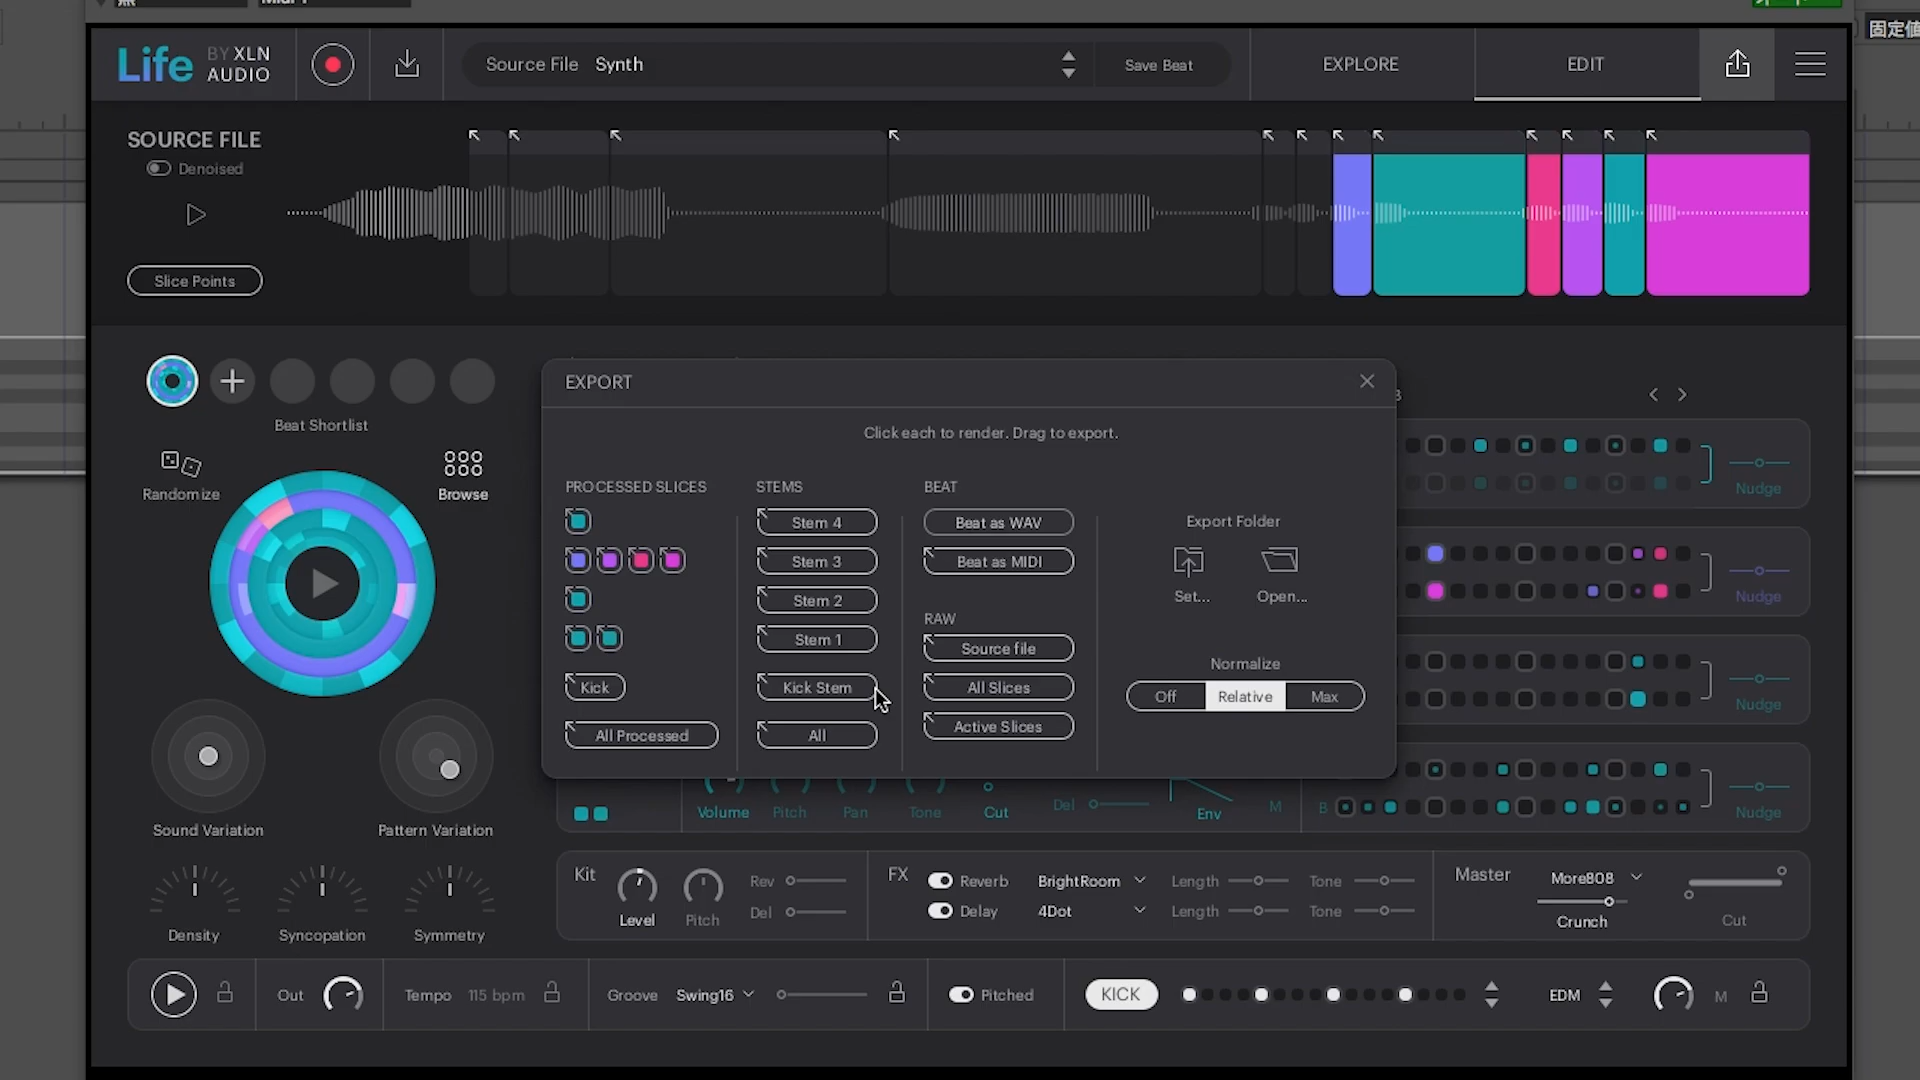 固定値
Life BY XLN AUDIO
Source File Synth
Save Beat
EXPLORE
EDIT
SOURCE FILE
Denoised
Slice Points
Beat Shortlist
Randomize
Browse
Sound Variation
Pattern Variation
Density
Syncopation
Symmetry
EXPORT
Click each to render. Drag to export.
PROCESSED SLICES
Kick
All Processed
STEMS
Stem 4
Stem 3
Stem 2
Stem 1
Kick Stem
All
BEAT
Beat as WAV
Beat as MIDI
RAW
Source file
All Slices
Active Slices
Export Folder
Set...
Open...
Normalize
Off Relative Max
Nudge
Nudge
Nudge
Nudge
Volume Pitch Pan Tone Cut Del Env M B
Kit Level Pitch Rev
Del
FX Reverb BrightRoom Length Tone
Delay 4Dot Length Tone
Master More808
Crunch
Cut
Out
Tempo 115 bpm
Groove Swing16
Pitched
KICK
EDM
M